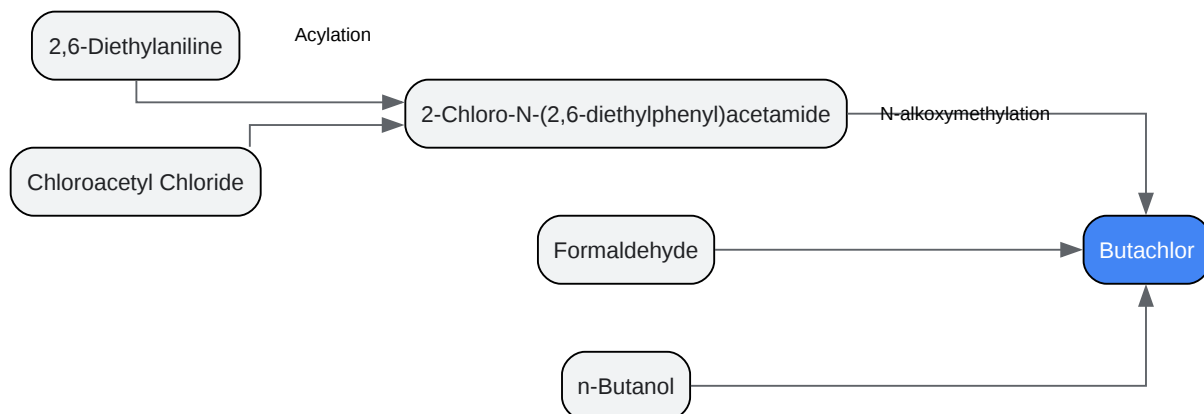 2,6-Diethylaniline
Acylation
2-Chloro-N-(2,6-diethylphenyl)acetamide
N-alkoxymethylation
Chloroacetyl Chloride
Formaldehyde
Butachlor
n-Butanol